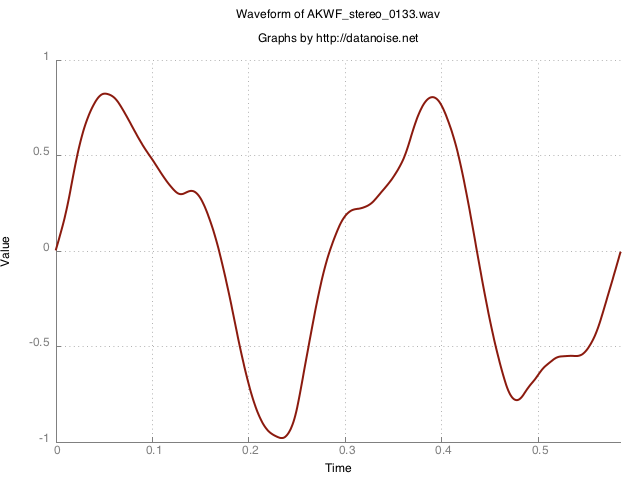 Waveform of AKWF_stereo_0133.wav
Graphs by http://datanoise.net
1
0.5
0
-0.5
-1
Value
0 0.1 0.2 0.3 0.4 0.5
Time